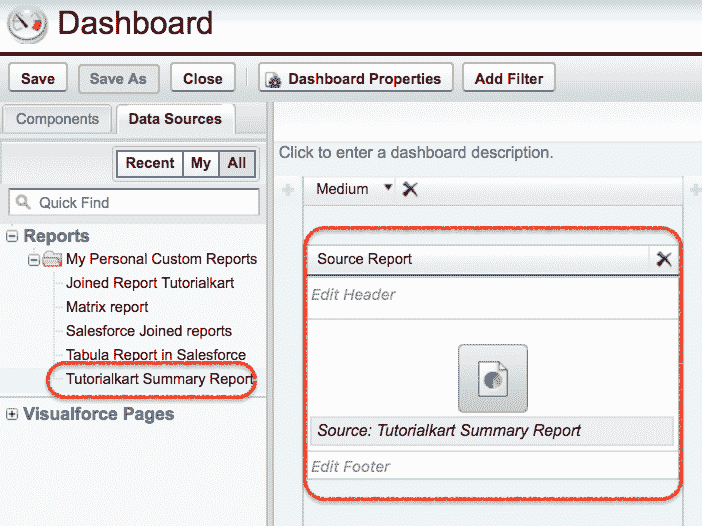 Dashboard
Save Save As Close Dashboard Properties Add Filter
Components Data Sources
Recent My All
Quick Find
Reports
My Personal Custom Reports
Joined Report Tutorialkart
Matrix report
Salesforce Joined reports
Tabula Report in Salesforce
Tutorialkart Summary Report
Visualforce Pages
Click to enter a dashboard description.
Medium
Source Report
Edit Header
Source: Tutorialkart Summary Report
Edit Footer